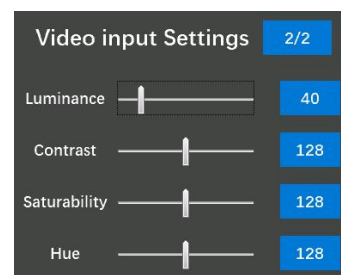 Video input Settings 2/2
Luminance 40
Contrast 128
Saturability 128
Hue 128